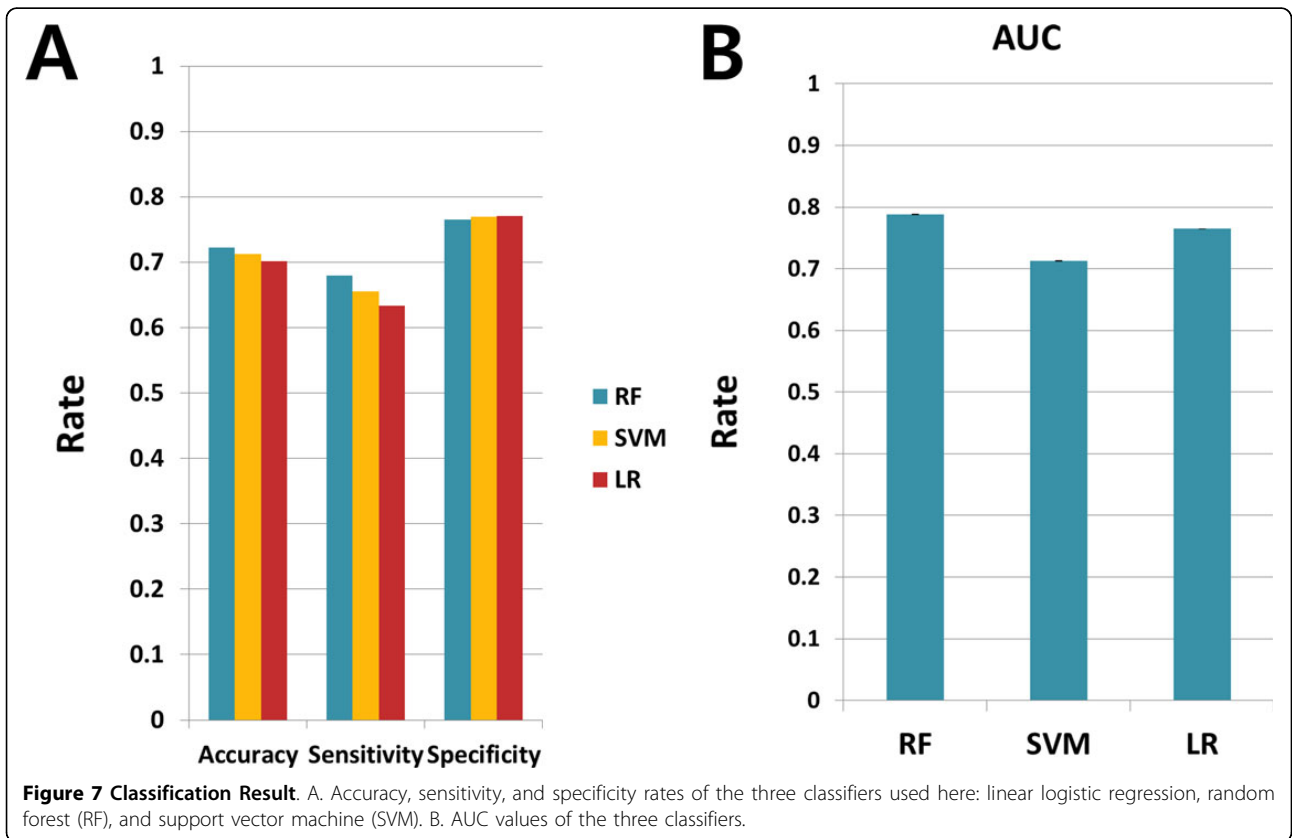 A
1
0.9
0.8
0.7
0.6
0.5
0.4
0.3
0.2
0.1
0
Rate
Accuracy Sensitivity Specificity
RF
SVM
LR
B
AUC
1
0.9
0.8
0.7
0.6
0.5
0.4
0.3
0.2
0.1
0
Rate
RF SVM LR
Figure 7 Classification Result. A. Accuracy, sensitivity, and specificity rates of the three classifiers used here: linear logistic regression, random
forest (RF), and support vector machine (SVM). B. AUC values of the three classifiers.